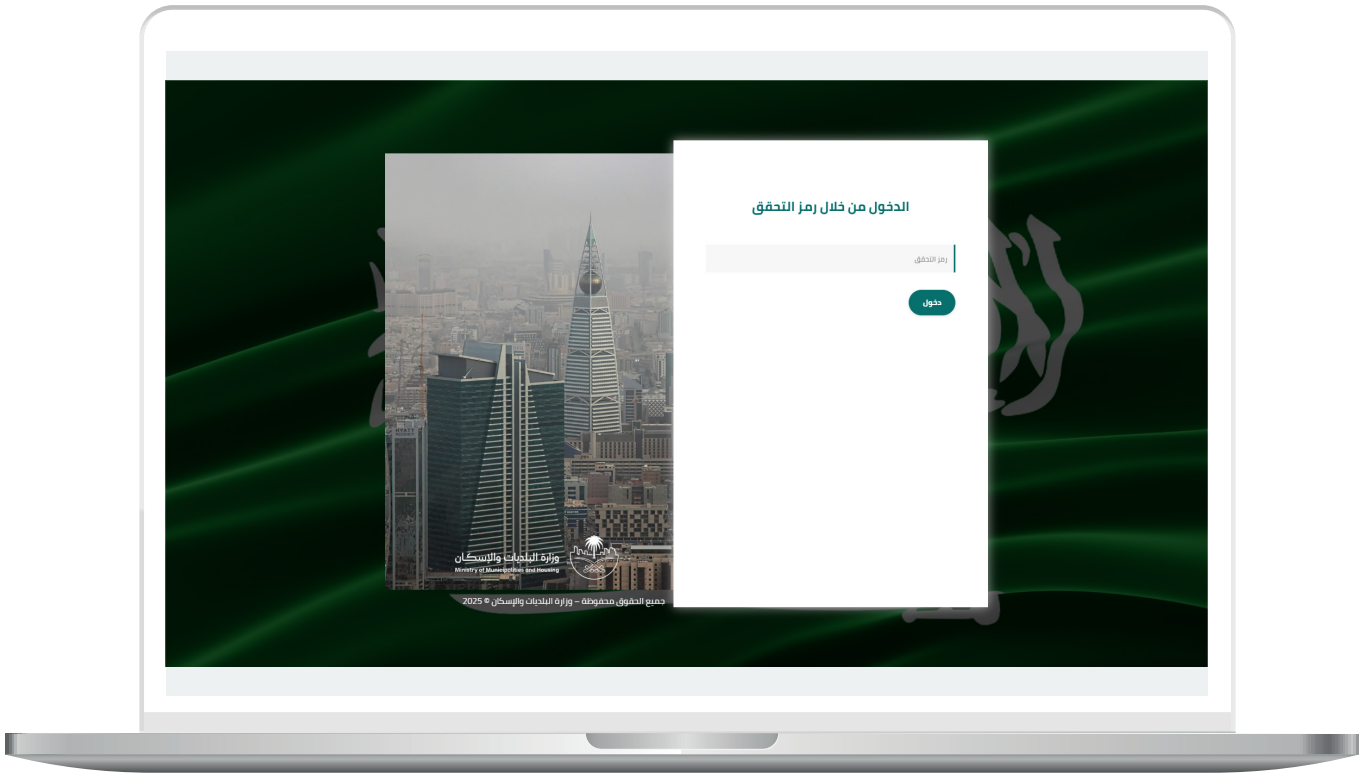 الدخول من خلال رمز التحقق
رمز التحقق
دخول
وزارة البلديات والإسكان
Ministry of Municipalities and Housing
جميع الحقوق محفوظة – وزارة البلديات والإسكان © 2025